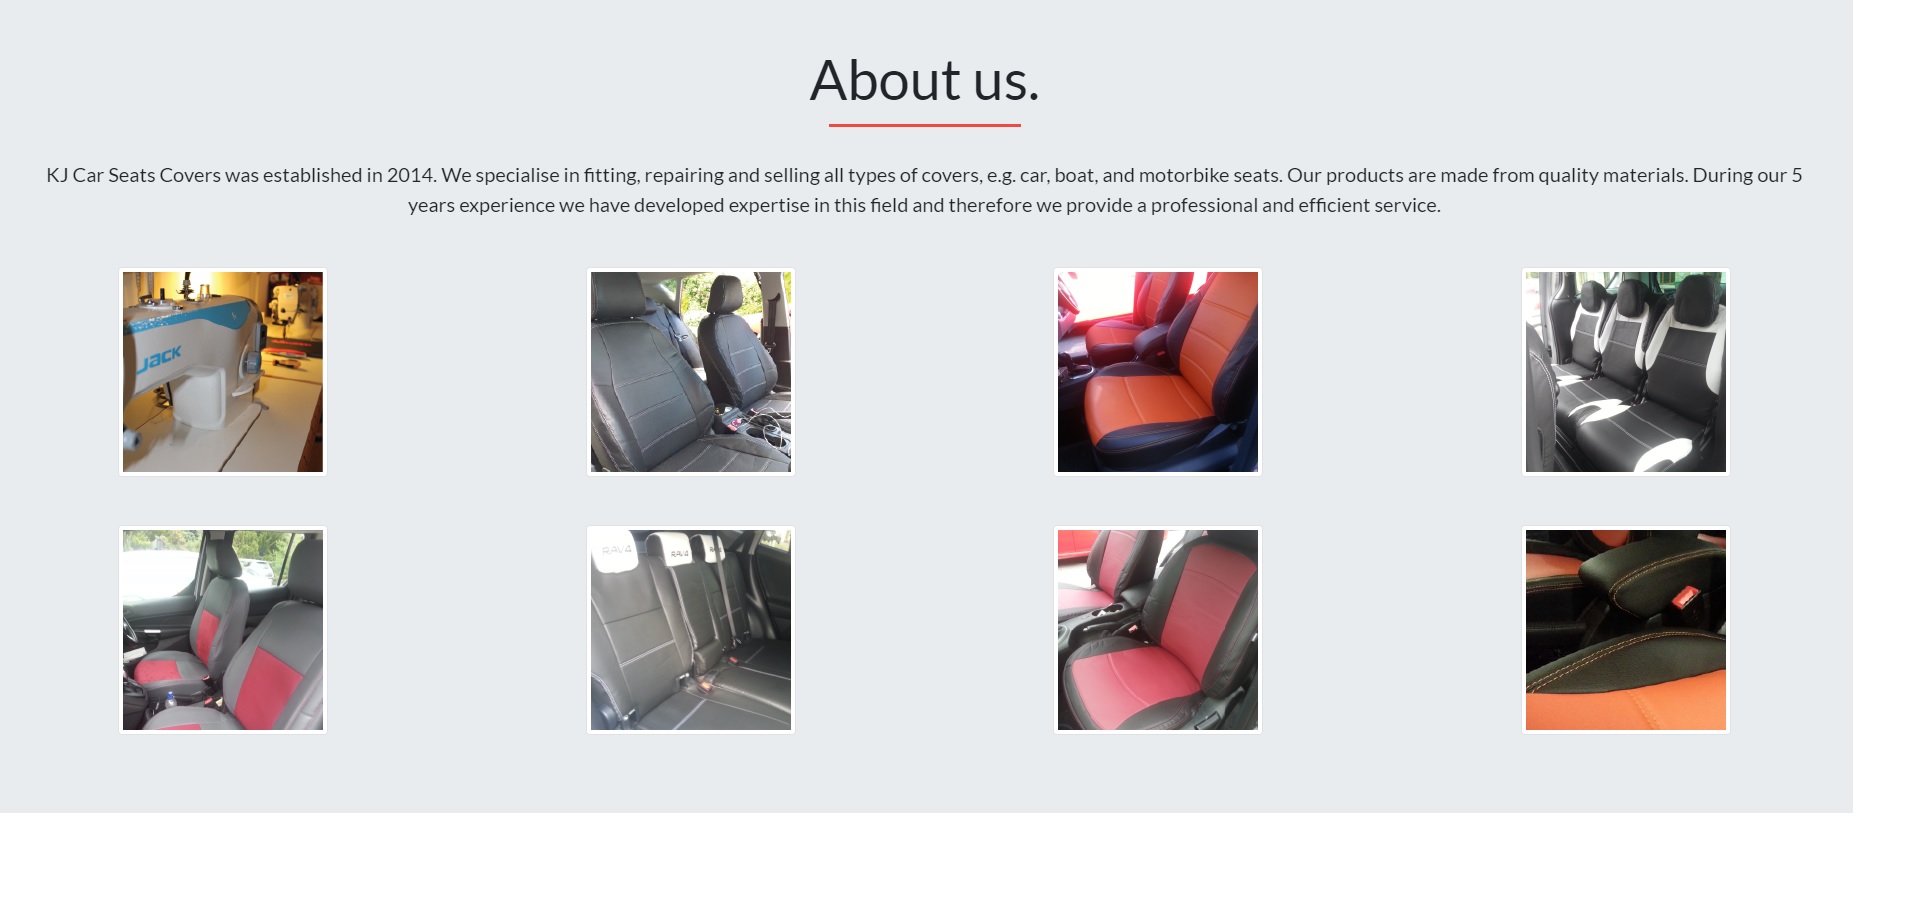 About us.
KJ Car Seats Covers was established in 2014. We specialise in fitting, repairing and selling all types of covers, e.g. car, boat, and motorbike seats. Our products are made from quality materials. During our 5
years experience we have developed expertise in this field and therefore we provide a professional and efficient service.
JACK
RAV4 RAV4 RAV4